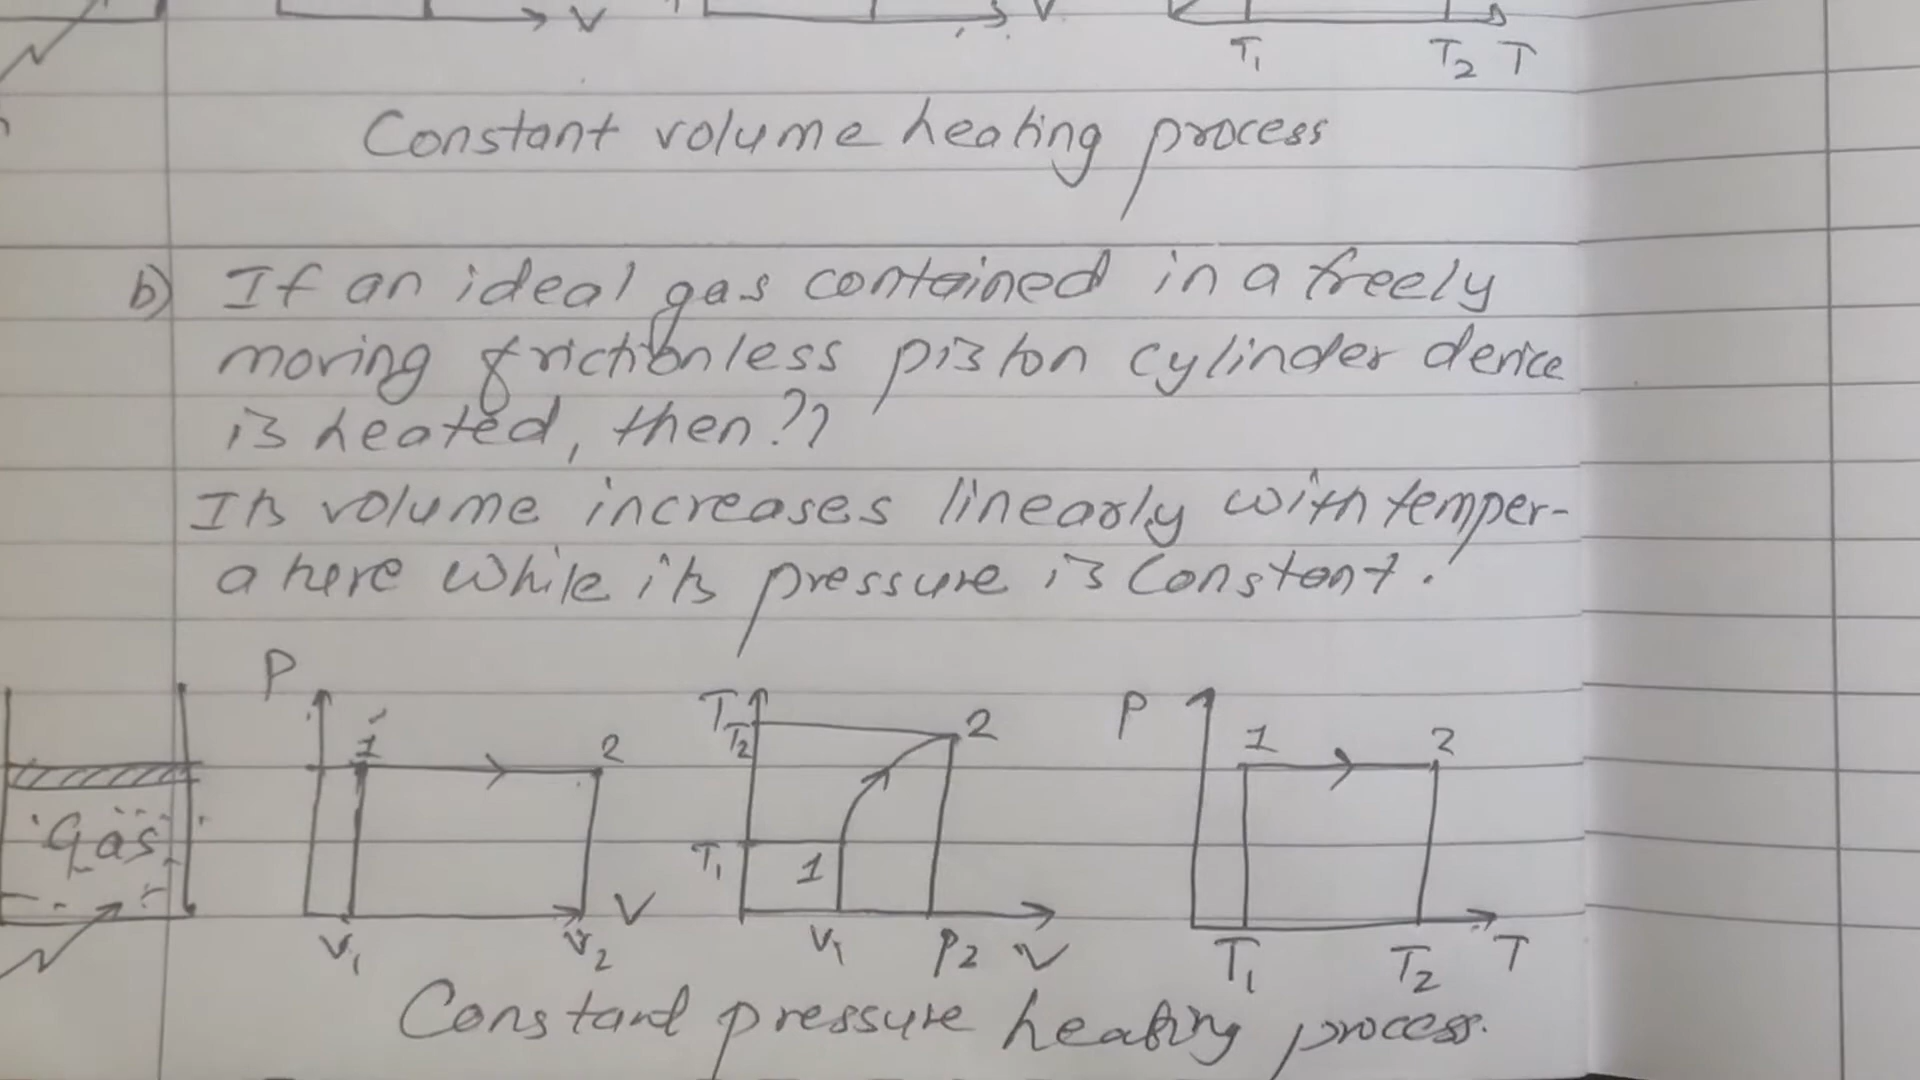 V V T₁ T₂ T
Constant volume heating process
b) If an ideal gas contained in a freely
moving frictionless piston cylinder device
is heated, then??
Its volume increases linearly with temper-
ature while its pressure is constant.
P 1 2 V V₁ V₂
T T₂ 2 T₁ 1 V₁ P2 V
P 1 2 T₁ T₂ T
gas
Constant pressure heating process.